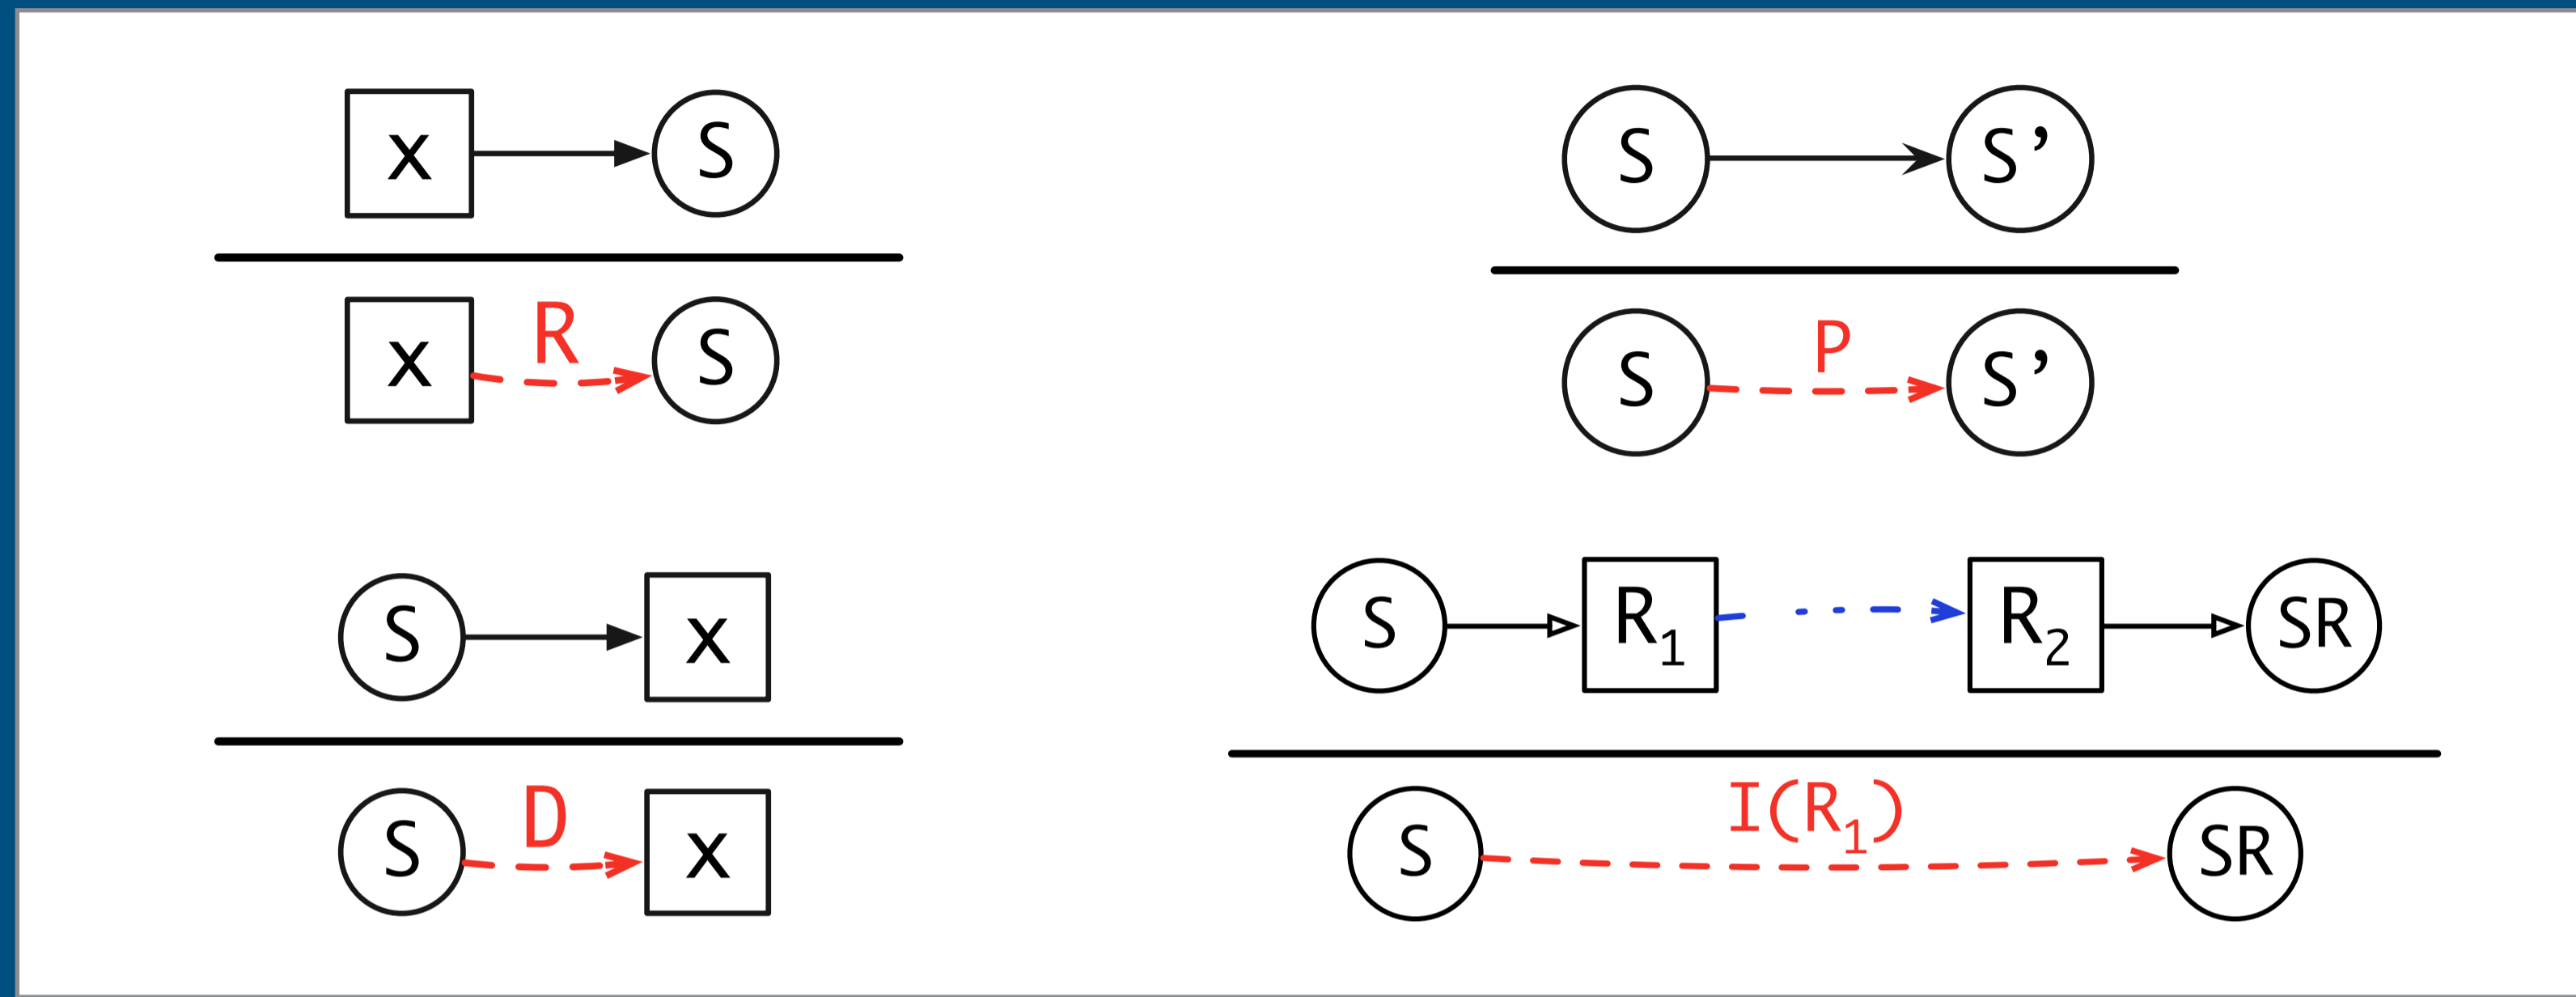 x S
x R S
S S’
S P S’
S x
S D x
S R₁ R₂ SR
S I(R₁) SR